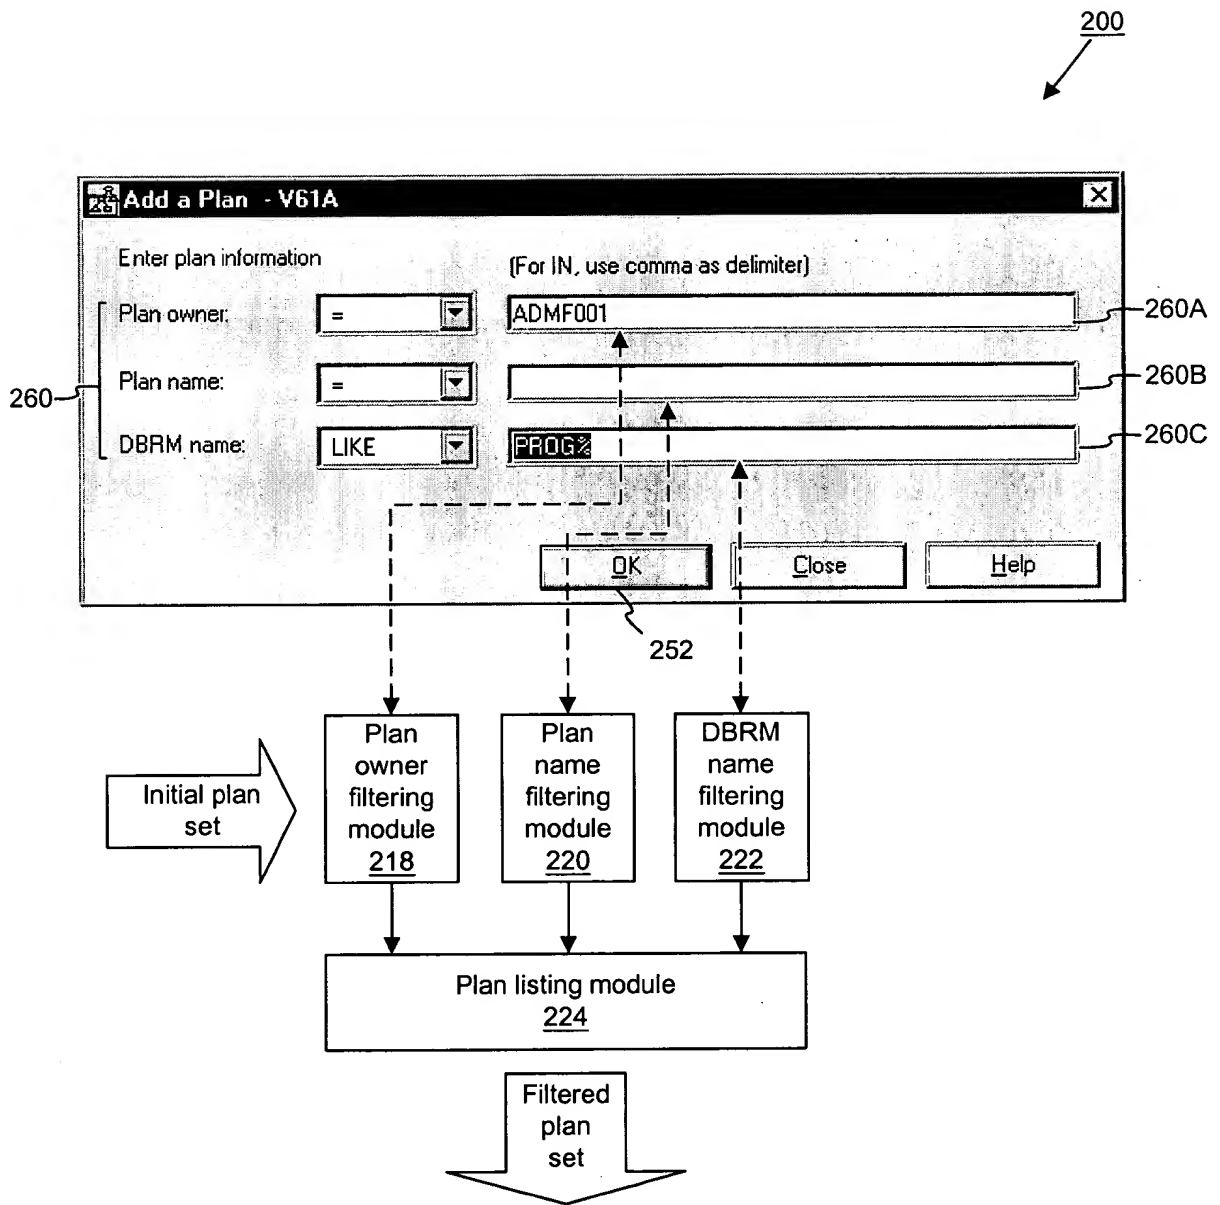 200
Add a Plan - V61A
Enter plan information
(For IN, use comma as delimiter)
Plan owner:
=
ADMF001
260A
Plan name:
=
260B
260
DBRM name:
LIKE
PROG%
260C
OK
Close
Help
252
Initial plan
set
Plan
owner
filtering
module
218
Plan
name
filtering
module
220
DBRM
name
filtering
module
222
Plan listing module
224
Filtered
plan
set